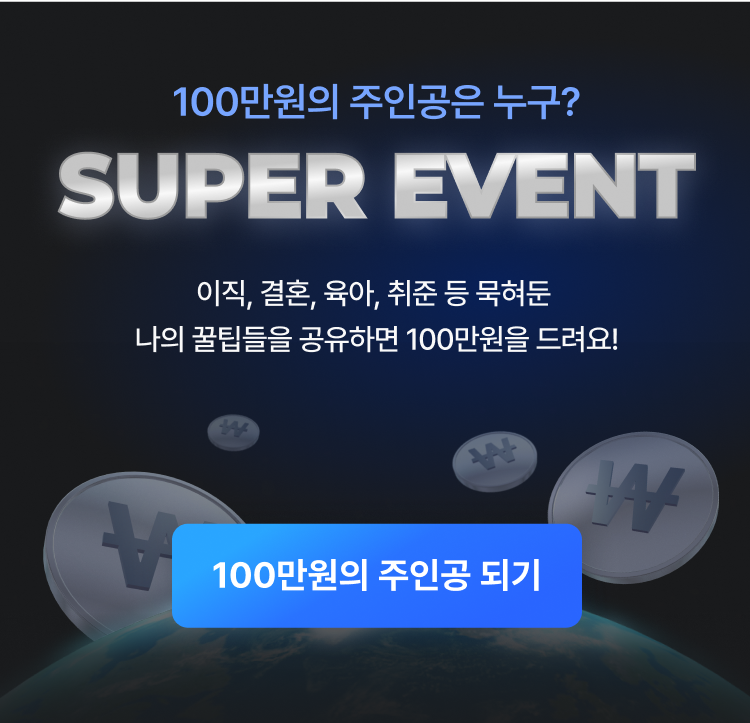 100만원의 주인공은 누구?
SUPER EVENT
이직, 결혼, 육아, 취준 등 묵혀둔
나의 꿀팁들을 공유하면 100만원을 드려요!
100만원의 주인공 되기